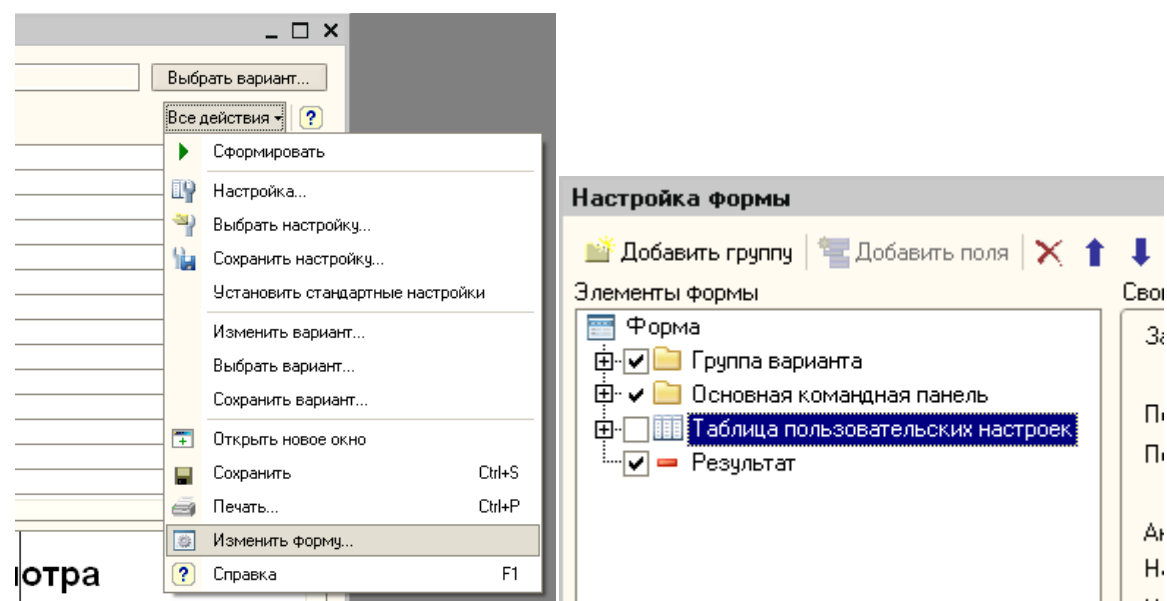 Выбрать вариант...
Все действия
Сформировать
Настройка...
Выбрать настройку...
Сохранить настройку...
Установить стандартные настройки
Изменить вариант...
Выбрать вариант...
Сохранить вариант...
Открыть новое окно
Сохранить Ctrl+S
Печать... Ctrl+P
Изменить форму...
Справка F1
отра
Настройка формы
Добавить группу Добавить поля
Элементы формы
Форма
Группа варианта
Основная командная панель
Таблица пользовательских настроек
Результат